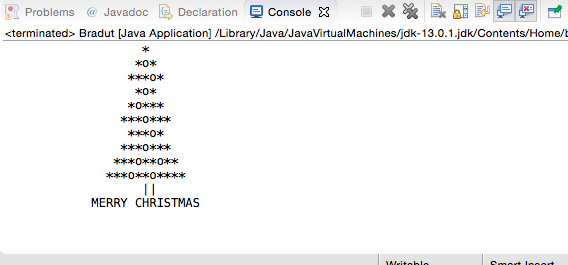 Problems @ Javadoc Declaration Console
<terminated> Bradut [Java Application] /Library/Java/JavaVirtualMachines/jdk-13.0.1.jdk/Contents/Home/b
*
*o*
***o*
*o*
*o***
***o***
***o*
***o***
***o**o**
***o**o****
||
MERRY CHRISTMAS
Writable Smart Insert